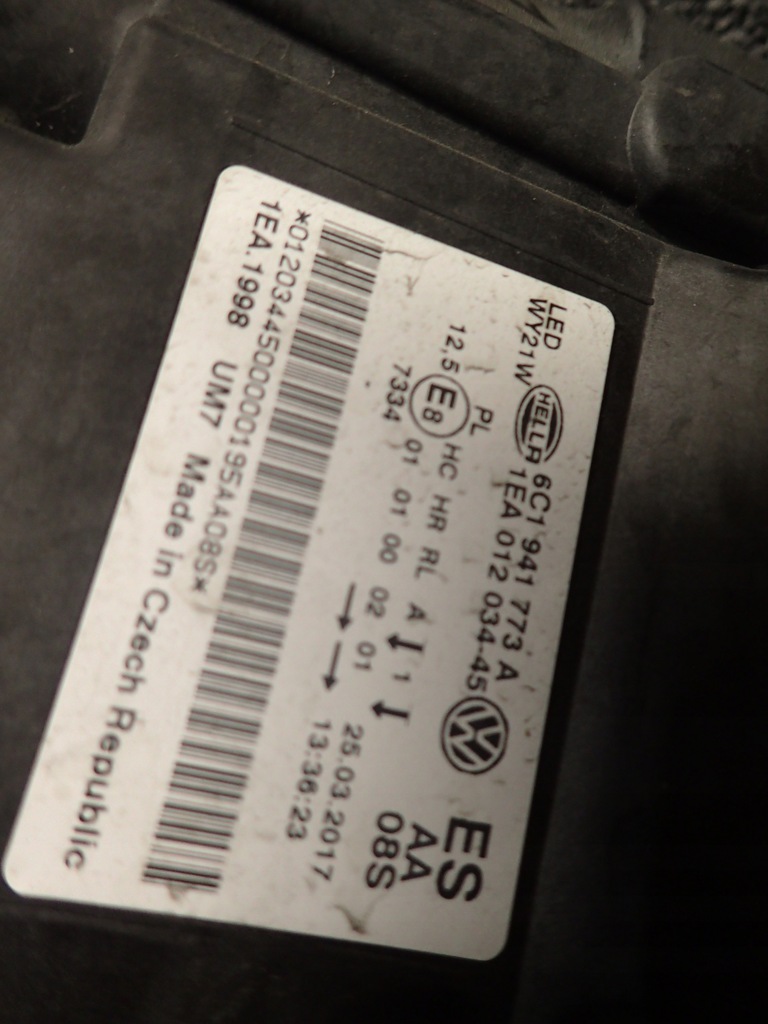 LED
WY21W
HELLA
6C1 941 773 A
1EA 012 034-45
ES
AA
08S
PL HC HR RL A 1
12,5 E8 01 01 00 02 01
7334
25.03.2017
13:36:23
*01203445000000195AA08S*
1EA.1998 UM7 Made in Czech Republic